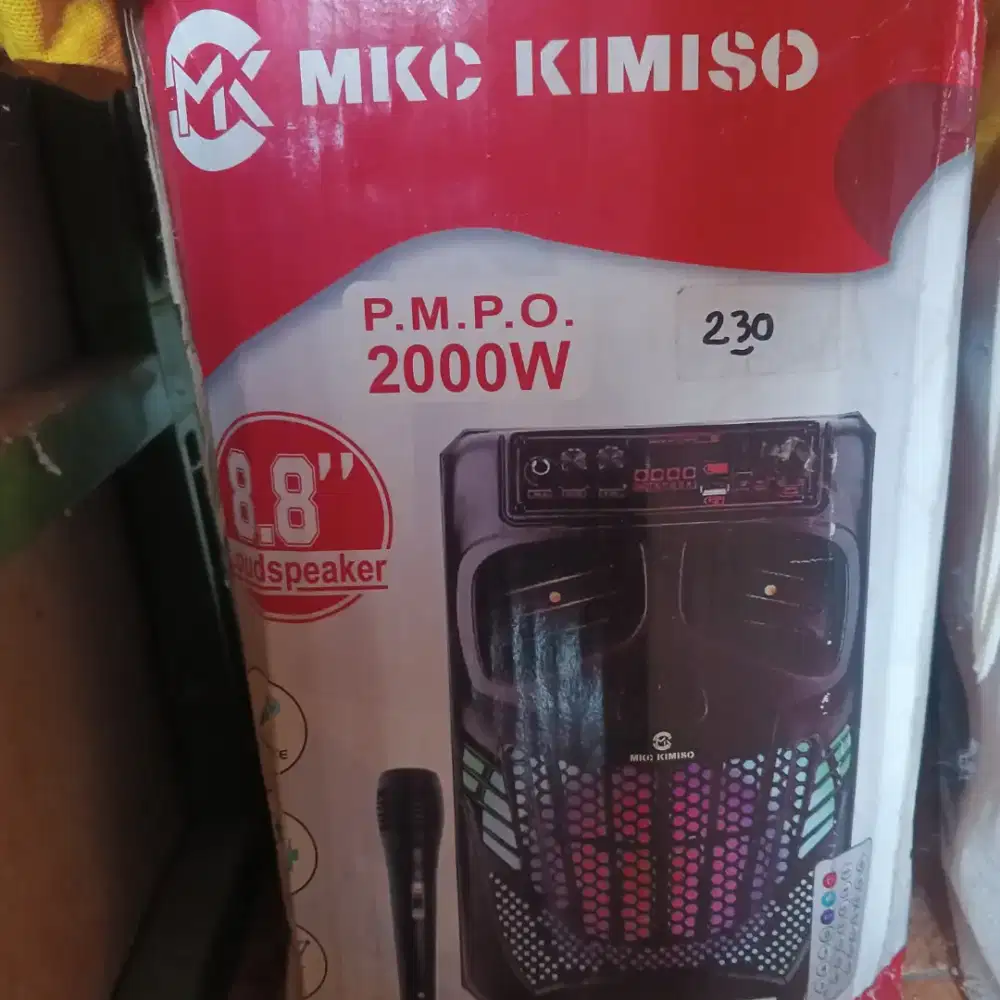 MKC KIMISO
P.M.P.O.
2000W
230
8.8"
Loudspeaker
MKC KIMISO